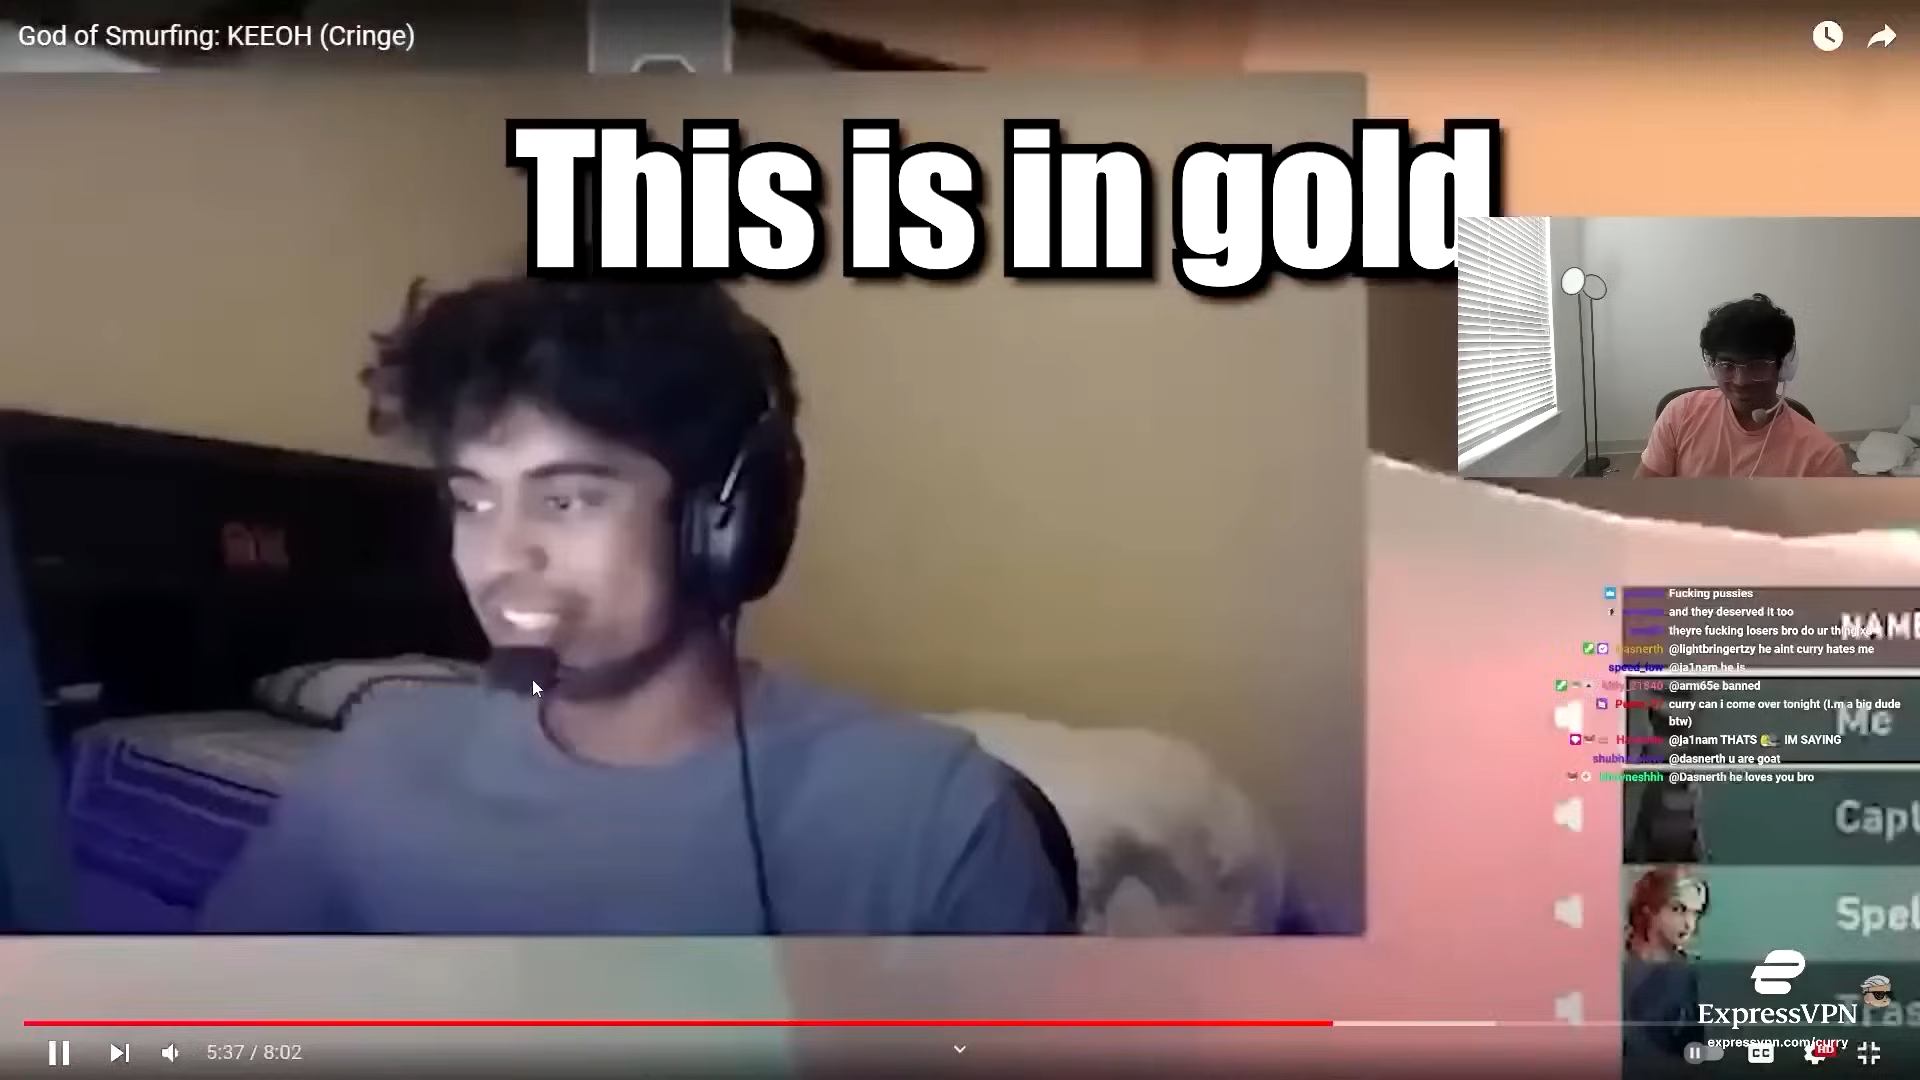 God of Smurfing: KEEOH (Cringe)
This is in gold
Fucking pussies
and they deserved it too
theyre fucking losers bro do ur thing
NAME
Dasnerth @lightbringertzy he aint curry hates me
@ja1nam he is
@arm65e banned
Me
curry can i come over tonight (I.m a big dude
btw)
@ja1nam THATS IM SAYING
@dasnerth u are goat
@Dasnerth he loves you bro
Capt
Spel
ExpressVPN
Tras
expressvpn.com/curry
5:37 / 8:02
CC
HD